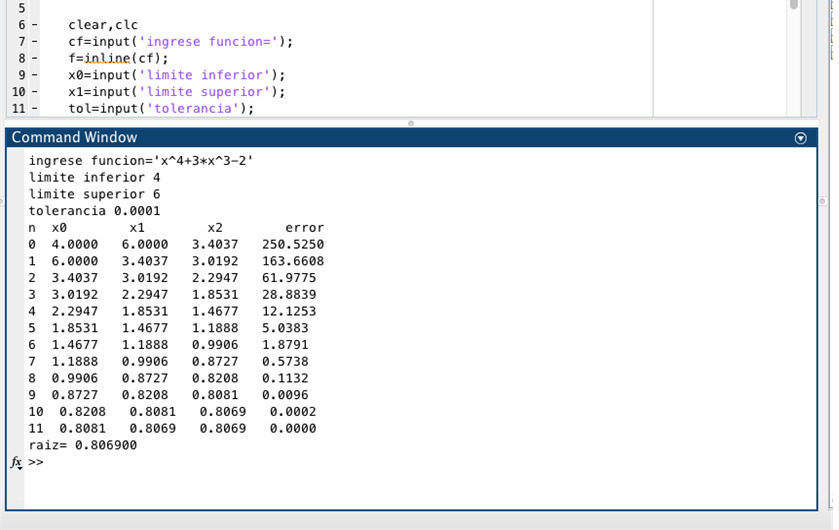 5
6 - clear,clc
7 - cf=input('ingrese funcion=');
8 - f=inline(cf);
9 - x0=input('limite inferior');
10 - x1=input('limite superior');
11 - tol=input('tolerancia');
Command Window
ingrese funcion='x^4+3*x^3-2'
limite inferior 4
limite superior 6
tolerancia 0.0001
n x0 x1 x2 error
0 4.0000 6.0000 3.4037 250.5250
1 6.0000 3.4037 3.0192 163.6608
2 3.4037 3.0192 2.2947 61.9775
3 3.0192 2.2947 1.8531 28.8839
4 2.2947 1.8531 1.4677 12.1253
5 1.8531 1.4677 1.1888 5.0383
6 1.4677 1.1888 0.9906 1.8791
7 1.1888 0.9906 0.8727 0.5738
8 0.9906 0.8727 0.8208 0.1132
9 0.8727 0.8208 0.8081 0.0096
10 0.8208 0.8081 0.8069 0.0002
11 0.8081 0.8069 0.8069 0.0000
raiz= 0.806900
fx >>